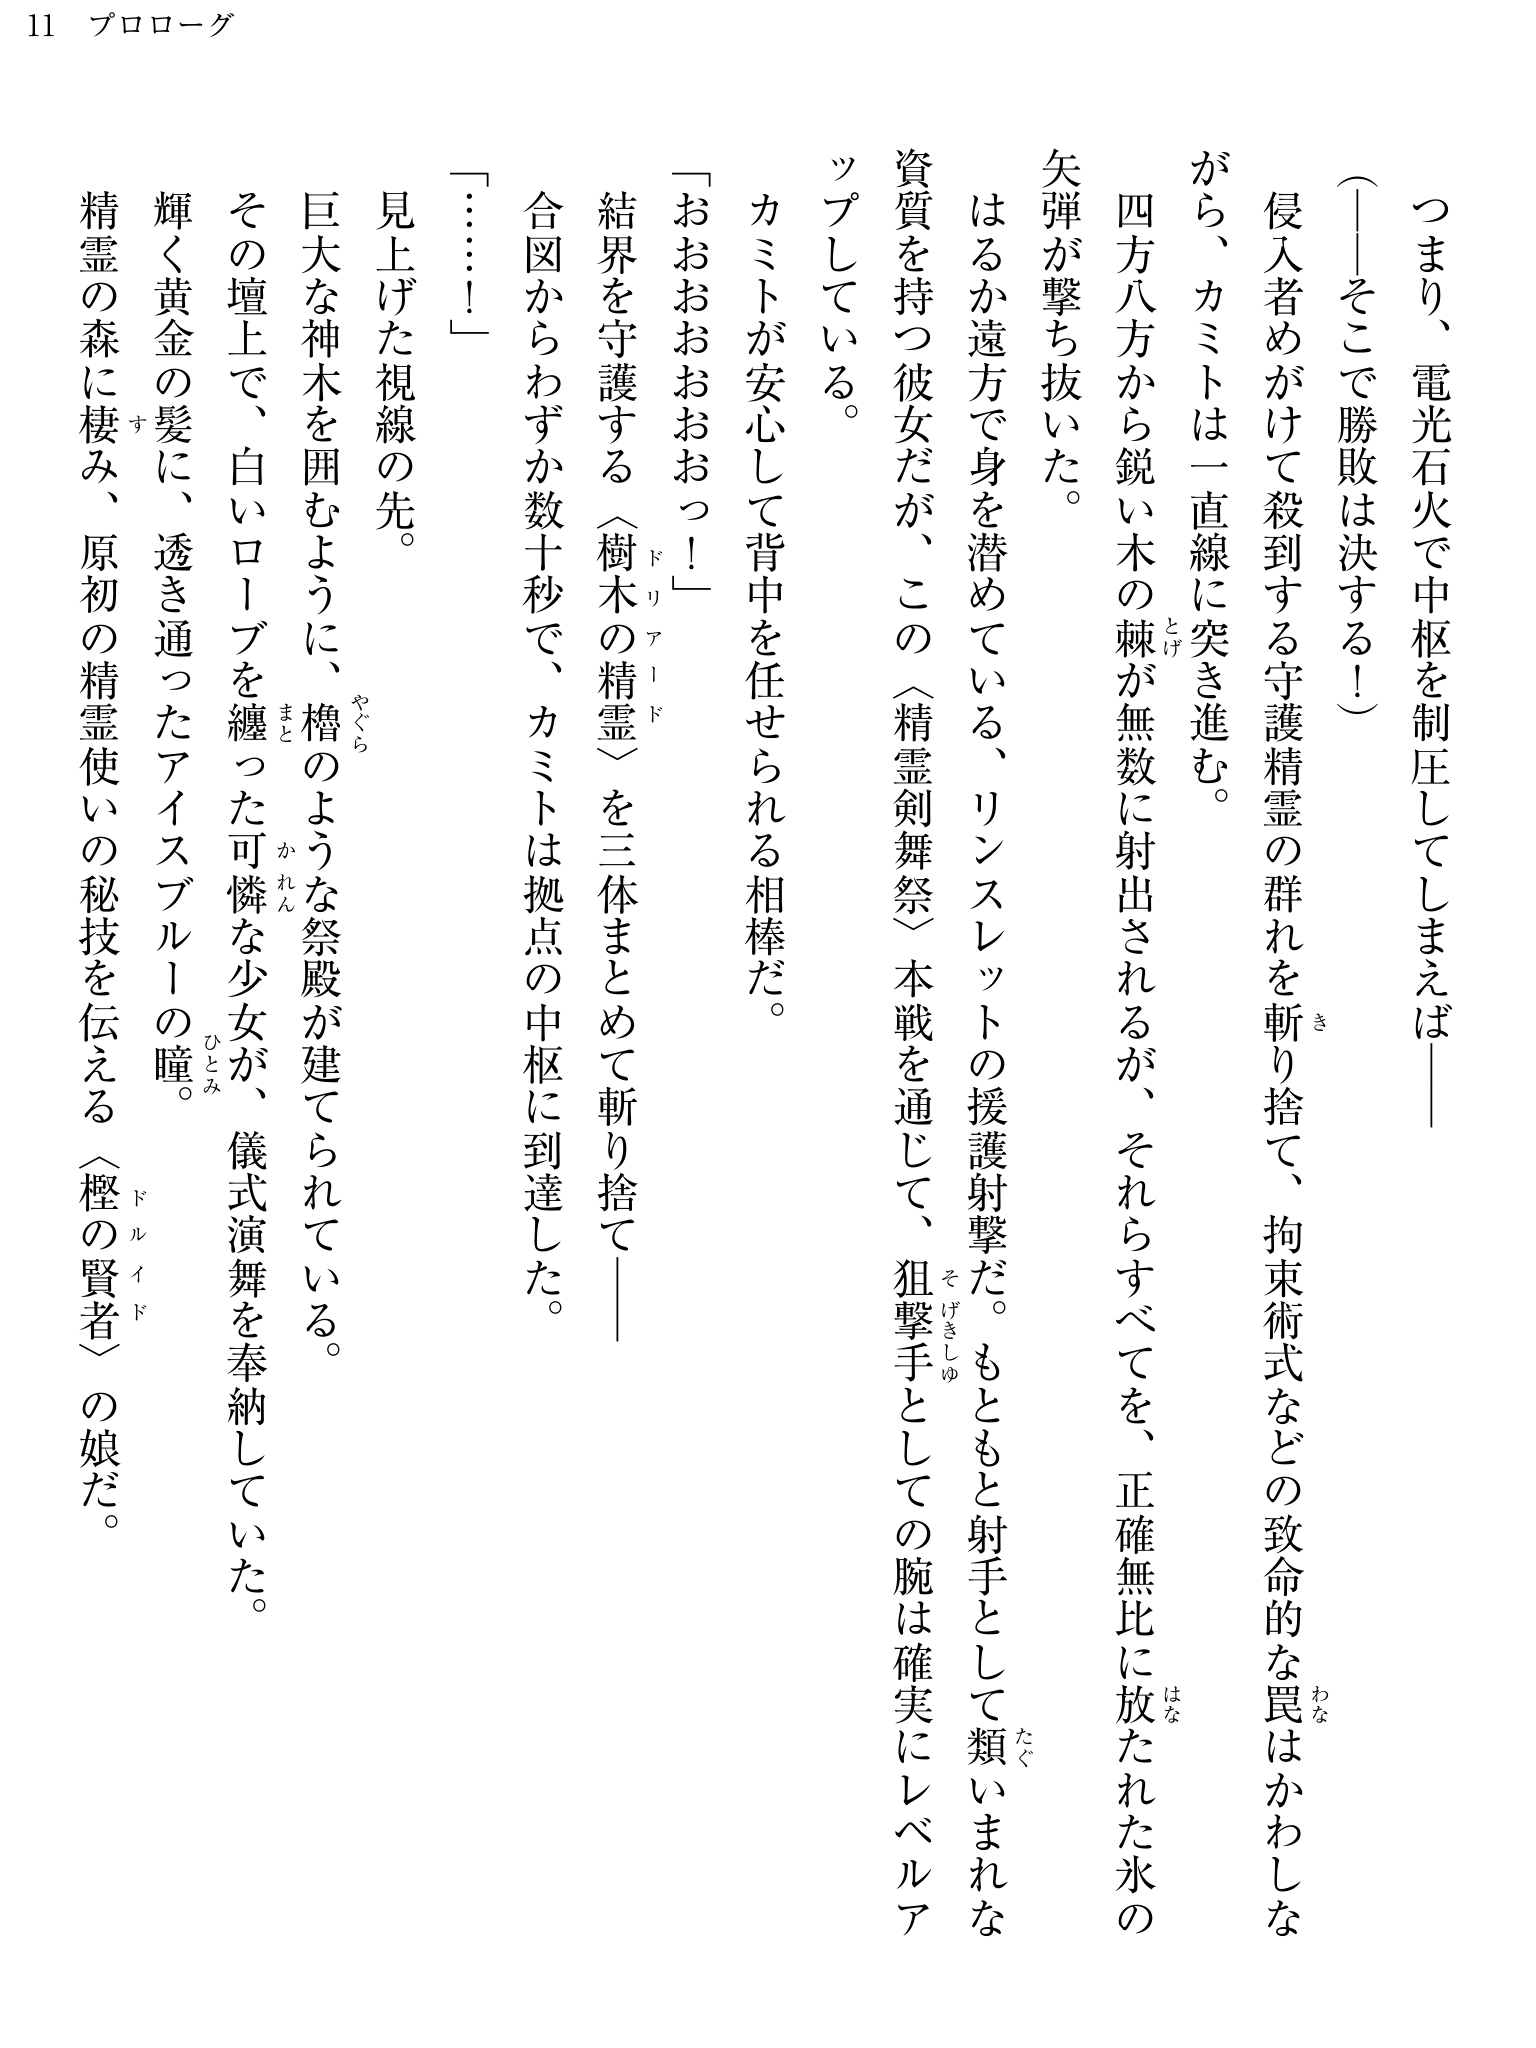 11 プロローグ
つまり、電光石火で中枢を制圧してしまえば――
(――そこで勝敗は決する!)
侵入者めがけて殺到する守護精霊の群れを斬り捨て、拘束術式などの致命的な罠はかわしな
がら、カミトは一直線に突き進む。
四方八方から鋭い木の棘が無数に射出されるが、それらすべてを、正確無比に放たれた氷の
矢弾が撃ち抜いた。
はるか遠方で身を潜めている、リンスレットの援護射撃だ。もともと射手として類いまれな
資質を持つ彼女だが、この〈精霊剣舞祭〉本戦を通じて、狙撃手としての腕は確実にレベルア
ップしている。
カミトが安心して背中を任せられる相棒だ。
「おおおおおおおっ!」
結界を守護する〈樹木の精霊〉を三体まとめて斬り捨て――
合図からわずか数十秒で、カミトは拠点の中枢に到達した。
「……!」
見上げた視線の先。
巨大な神木を囲むように、櫓のような祭殿が建てられている。
その壇上で、白いローブを纏った可憐な少女が、儀式演舞を奉納していた。
輝く黄金の髪に、透き通ったアイスブルーの瞳。
精霊の森に棲み、原初の精霊使いの秘技を伝える〈樫の賢者〉の娘だ。